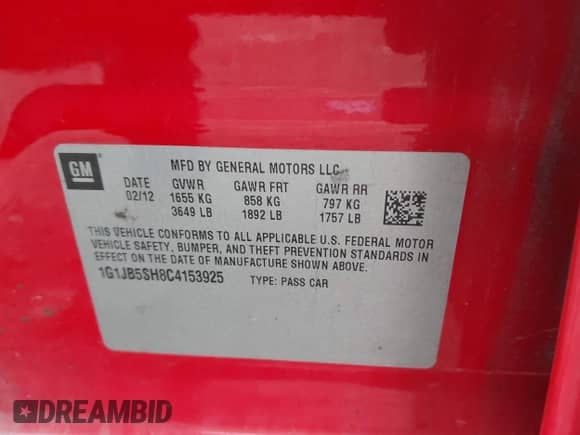 GM
MFD BY GENERAL MOTORS LLC
DATE GVWR GAWR FRT GAWR RR
02/12 1655 KG 858 KG 797 KG
3649 LB 1892 LB 1757 LB
THIS VEHICLE CONFORMS TO ALL APPLICABLE U.S. FEDERAL MOTOR
VEHICLE SAFETY, BUMPER, AND THEFT PREVENTION STANDARDS IN
EFFECT ON THE DATE OF MANUFACTURE SHOWN ABOVE.
1G1JB5SH8C4153925 TYPE: PASS CAR
DREAMBID